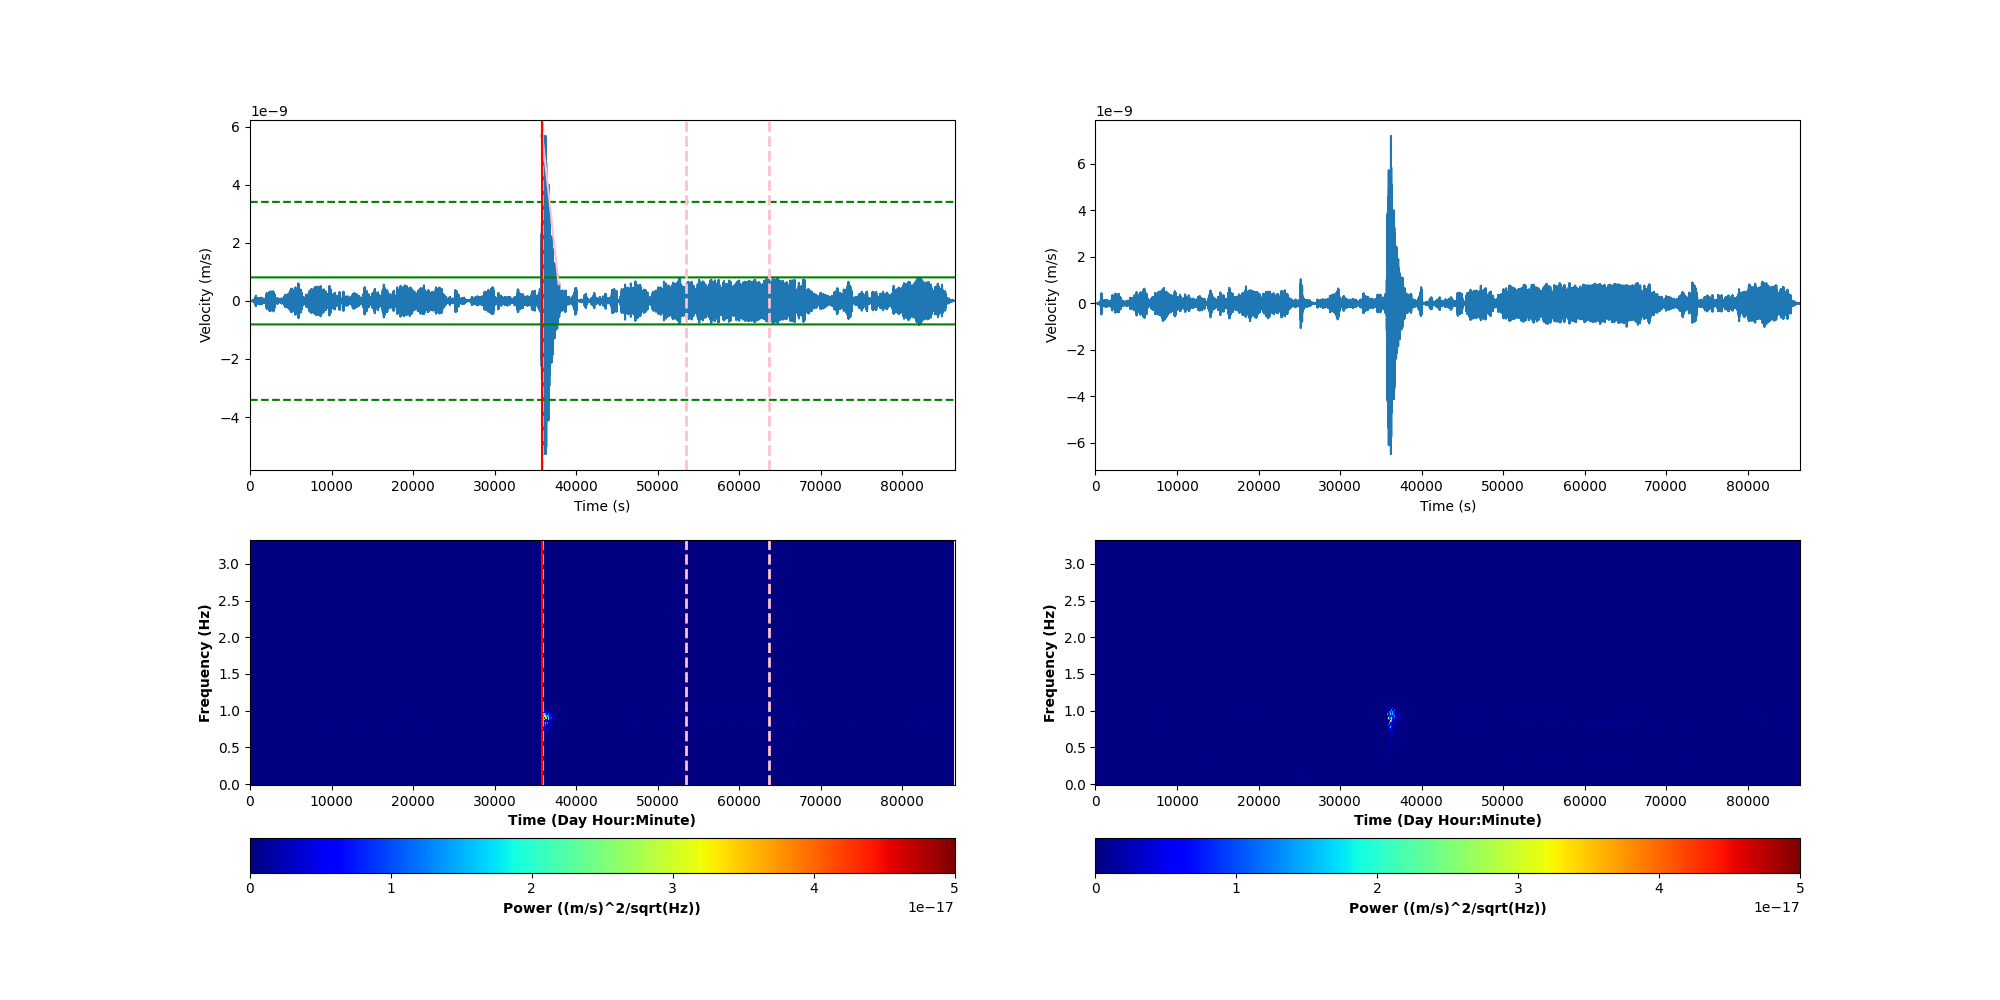 1e−9
6
4
2
0
−2
−4
Velocity (m/s)
0 10000 20000 30000 40000 50000 60000 70000 80000
Time (s)
1e−9
6
4
2
0
−2
−4
−6
Velocity (m/s)
0 10000 20000 30000 40000 50000 60000 70000 80000
Time (s)
3.0
2.5
2.0
1.5
1.0
0.5
0.0
Frequency (Hz)
0 10000 20000 30000 40000 50000 60000 70000 80000
Time (Day Hour:Minute)
0 1 2 3 4 5
1e−17
Power ((m/s)^2/sqrt(Hz))
3.0
2.5
2.0
1.5
1.0
0.5
0.0
Frequency (Hz)
0 10000 20000 30000 40000 50000 60000 70000 80000
Time (Day Hour:Minute)
0 1 2 3 4 5
1e−17
Power ((m/s)^2/sqrt(Hz))